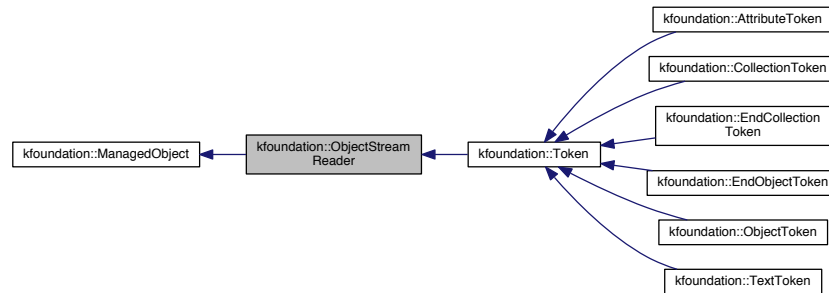 kfoundation::ManagedObject
kfoundation::ObjectStream
Reader
kfoundation::Token
kfoundation::AttributeToken
kfoundation::CollectionToken
kfoundation::EndCollection
Token
kfoundation::EndObjectToken
kfoundation::ObjectToken
kfoundation::TextToken